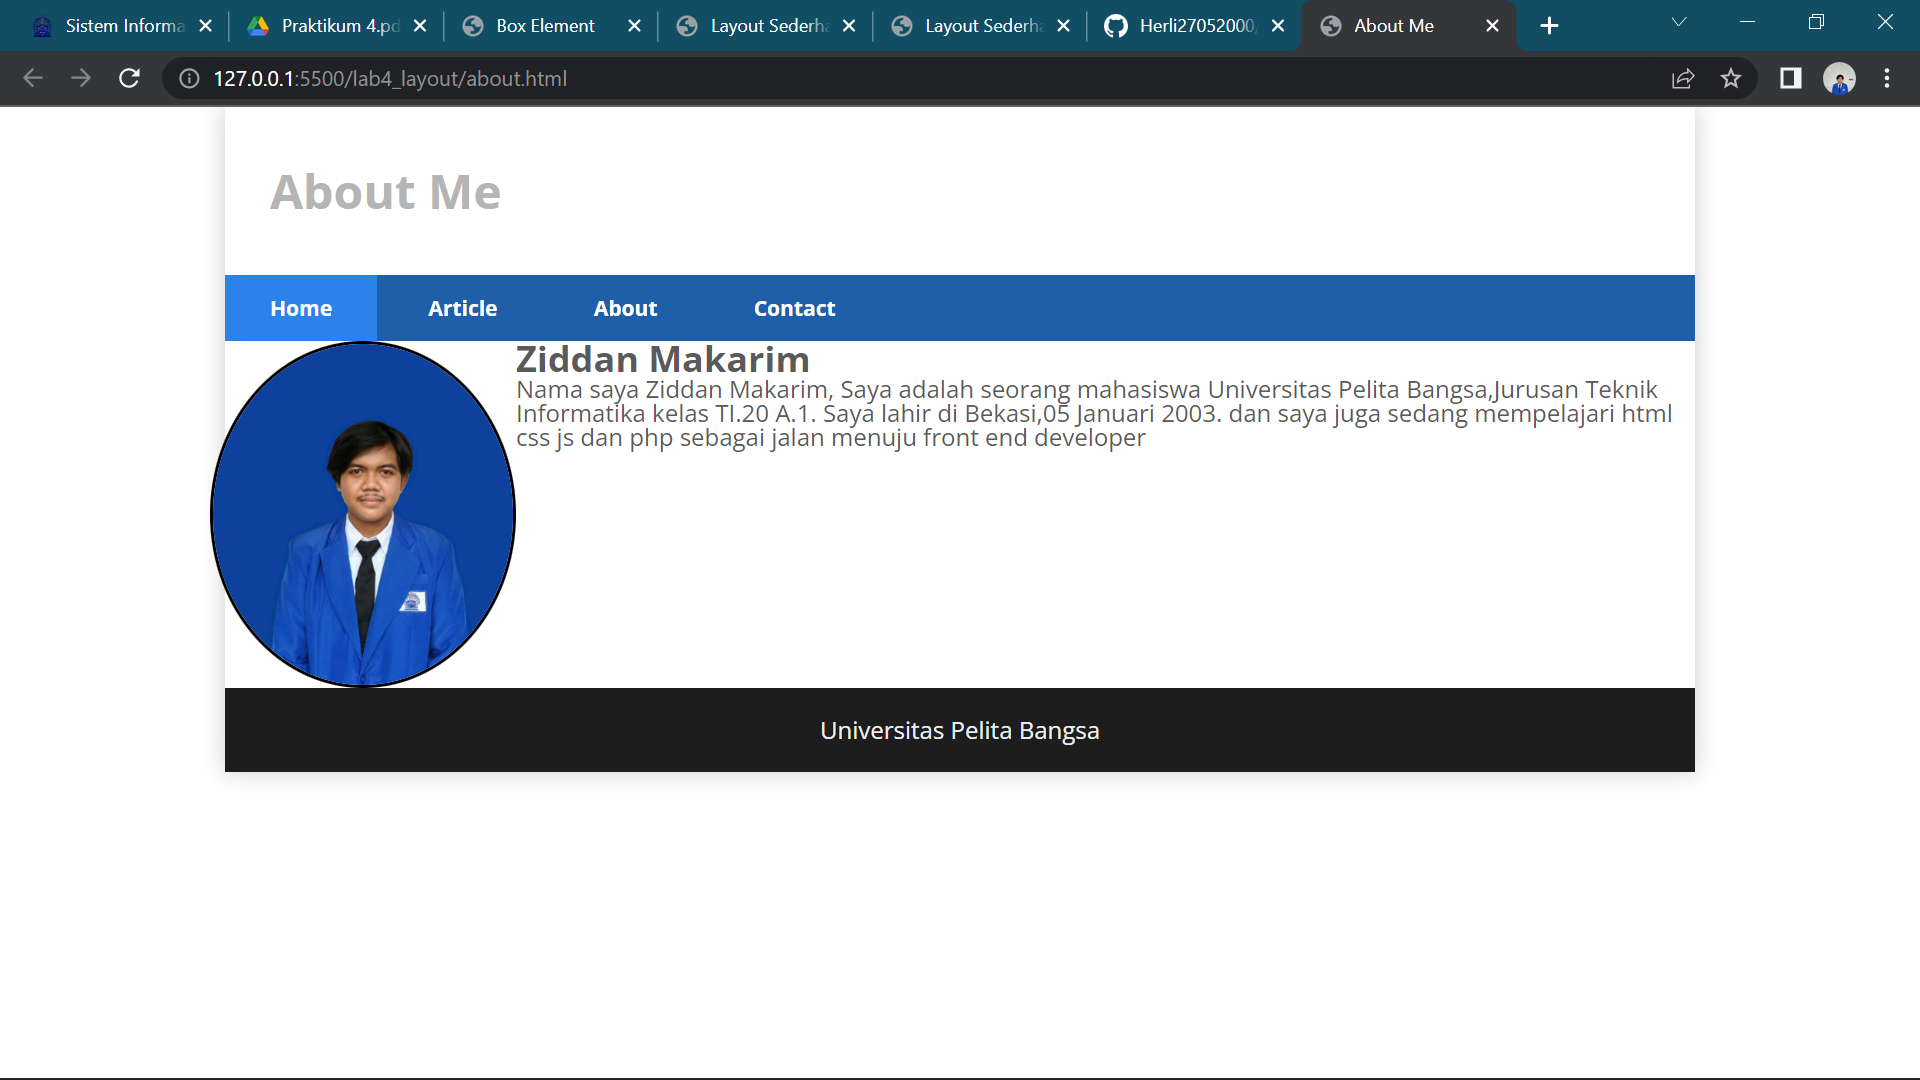 Sistem Informa
Praktikum 4.pd
Box Element
Layout Sederha
Layout Sederha
Herli27052000/
About Me
127.0.0.1:5500/lab4_layout/about.html
About Me
Home
Article
About
Contact
Ziddan Makarim
Nama saya Ziddan Makarim, Saya adalah seorang mahasiswa Universitas Pelita Bangsa,Jurusan Teknik
Informatika kelas TI.20 A.1. Saya lahir di Bekasi,05 Januari 2003. dan saya juga sedang mempelajari html
css js dan php sebagai jalan menuju front end developer
Universitas Pelita Bangsa